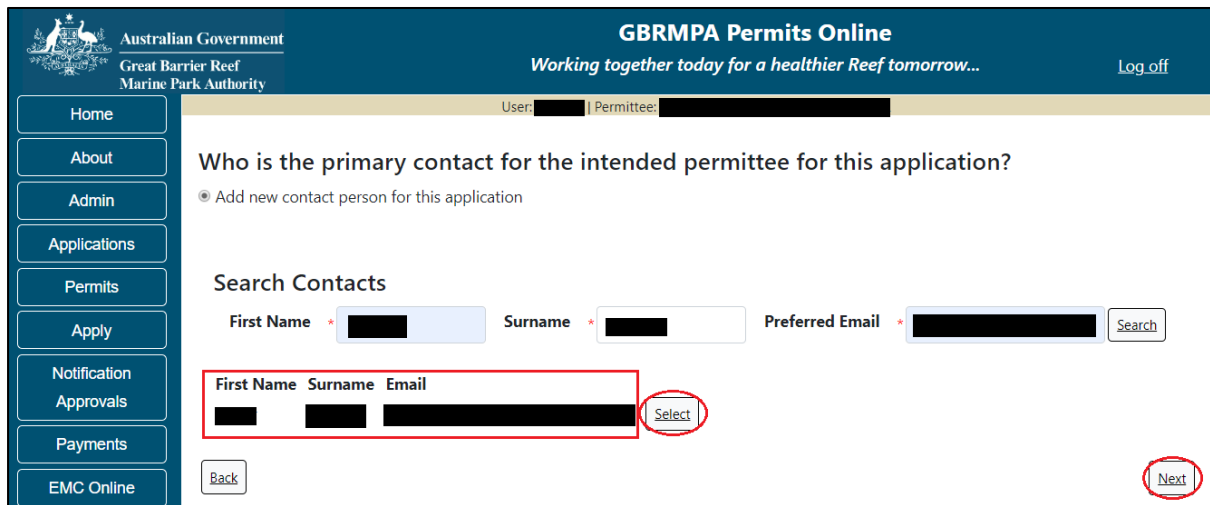 Australian Government
Great Barrier Reef
Marine Park Authority
GBRMPA Permits Online
Working together today for a healthier Reef tomorrow...
Log off
User: | Permittee:
Home
About
Admin
Applications
Permits
Apply
Notification
Approvals
Payments
EMC Online
Who is the primary contact for the intended permittee for this application?
Add new contact person for this application
Search Contacts
First Name * Surname * Preferred Email * Search
First Name Surname Email
Select
Back
Next